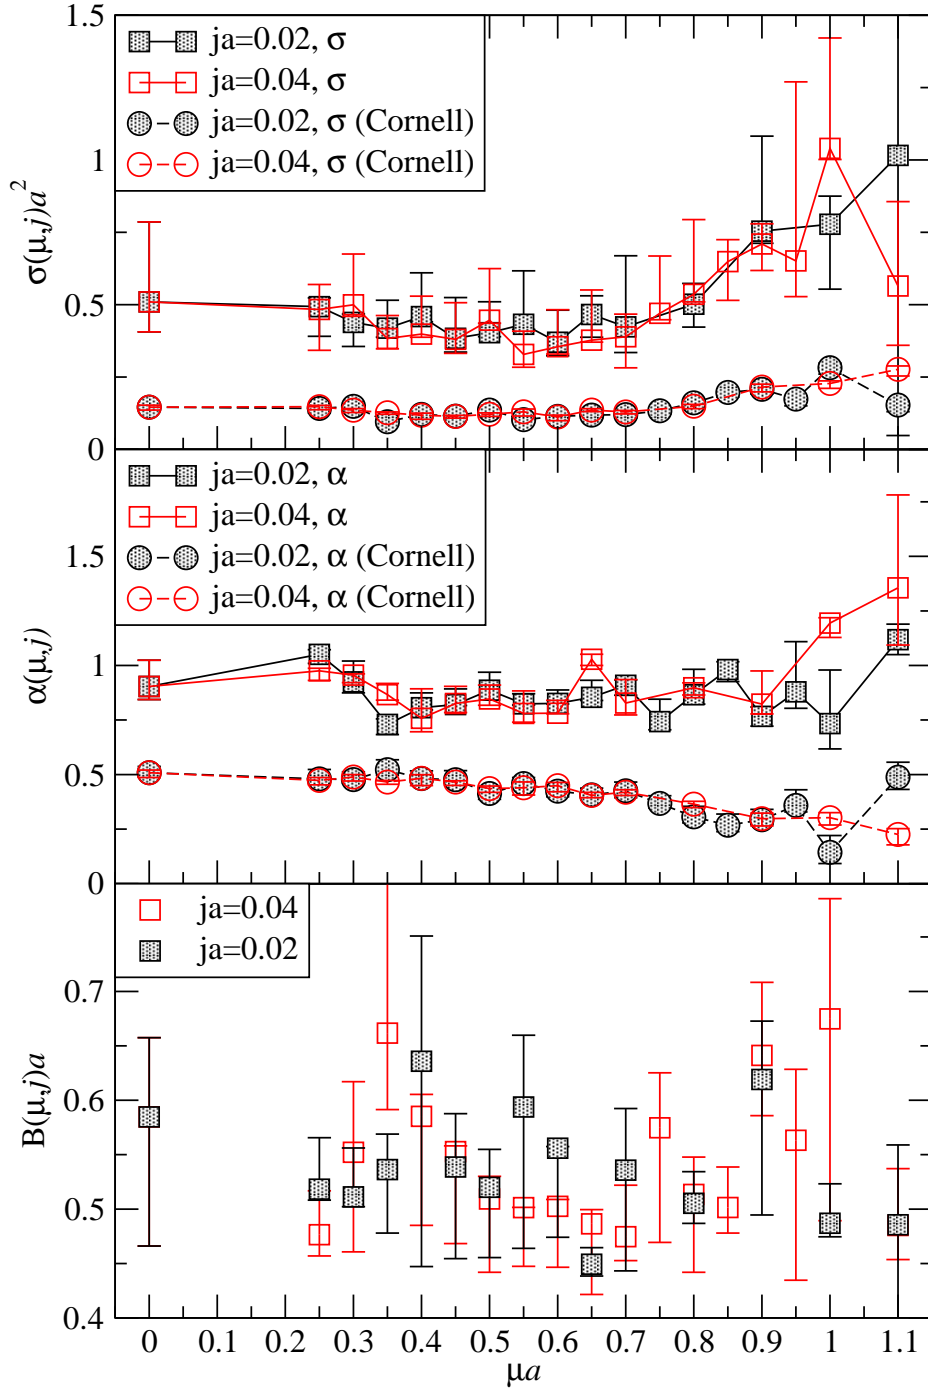 1.5
ja=0.02, σ
ja=0.04, σ
ja=0.02, σ (Cornell)
ja=0.04, σ (Cornell)
1
0.5
0
σ(μ,j)a²
ja=0.02, α
ja=0.04, α
ja=0.02, α (Cornell)
ja=0.04, α (Cornell)
1.5
1
0.5
0
α(μ,j)
ja=0.04
ja=0.02
0.7
0.6
0.5
0.4
B(μ,j)a
0 0.1 0.2 0.3 0.4 0.5 0.6 0.7 0.8 0.9 1 1.1
μa